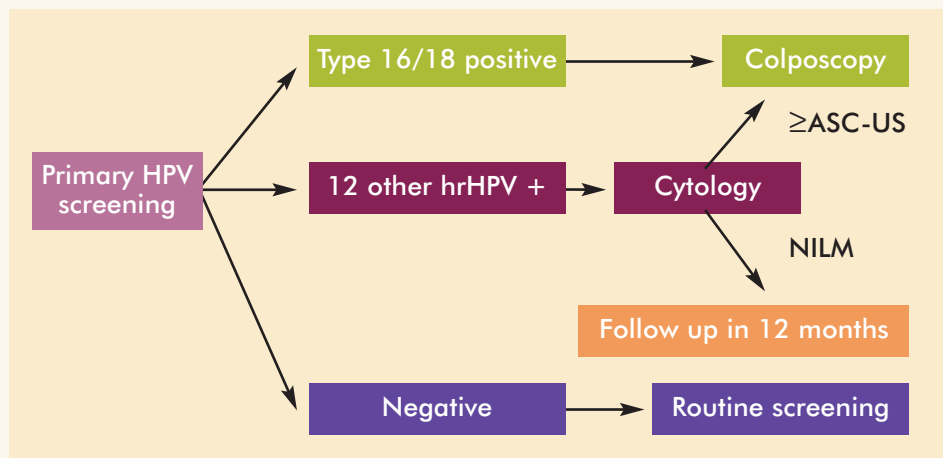 Type 16/18 positive
Colposcopy
≥ASC-US
Primary HPV
screening
12 other hrHPV +
Cytology
NILM
Follow up in 12 months
Negative
Routine screening